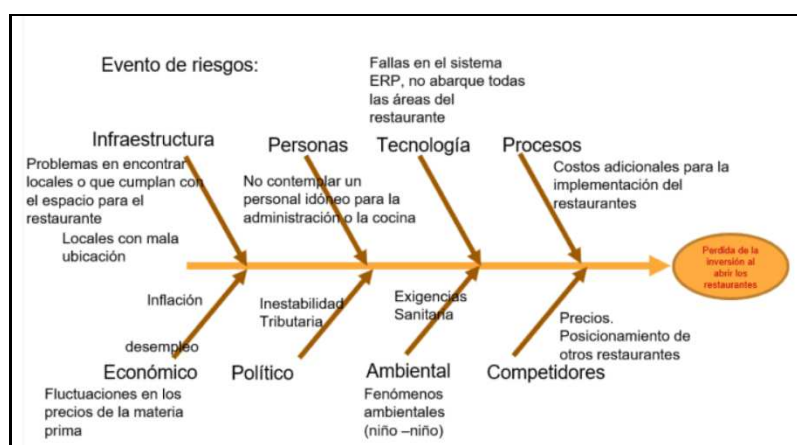 Evento de riesgos:
Fallas en el sistema
ERP, no abarque todas
las áreas del
restaurante
Infraestructura
Personas
Tecnología
Procesos
Problemas en encontrar
locales o que cumplan con
el espacio para el
restaurante
Locales con mala
ubicación
No contemplar un
personal idóneo para la
administración o la cocina
Costos adicionales para la
implementación del
restaurantes
Perdida de la
inversión al
abrir los
restaurantes
Inflación
desempleo
Económico
Fluctuaciones en los
precios de la materia
prima
Inestabilidad
Tributaria
Político
Exigencias
Sanitaria
Ambiental
Fenómenos
ambientales
(niño –niño)
Precios.
Posicionamiento de
otros restaurantes
Competidores